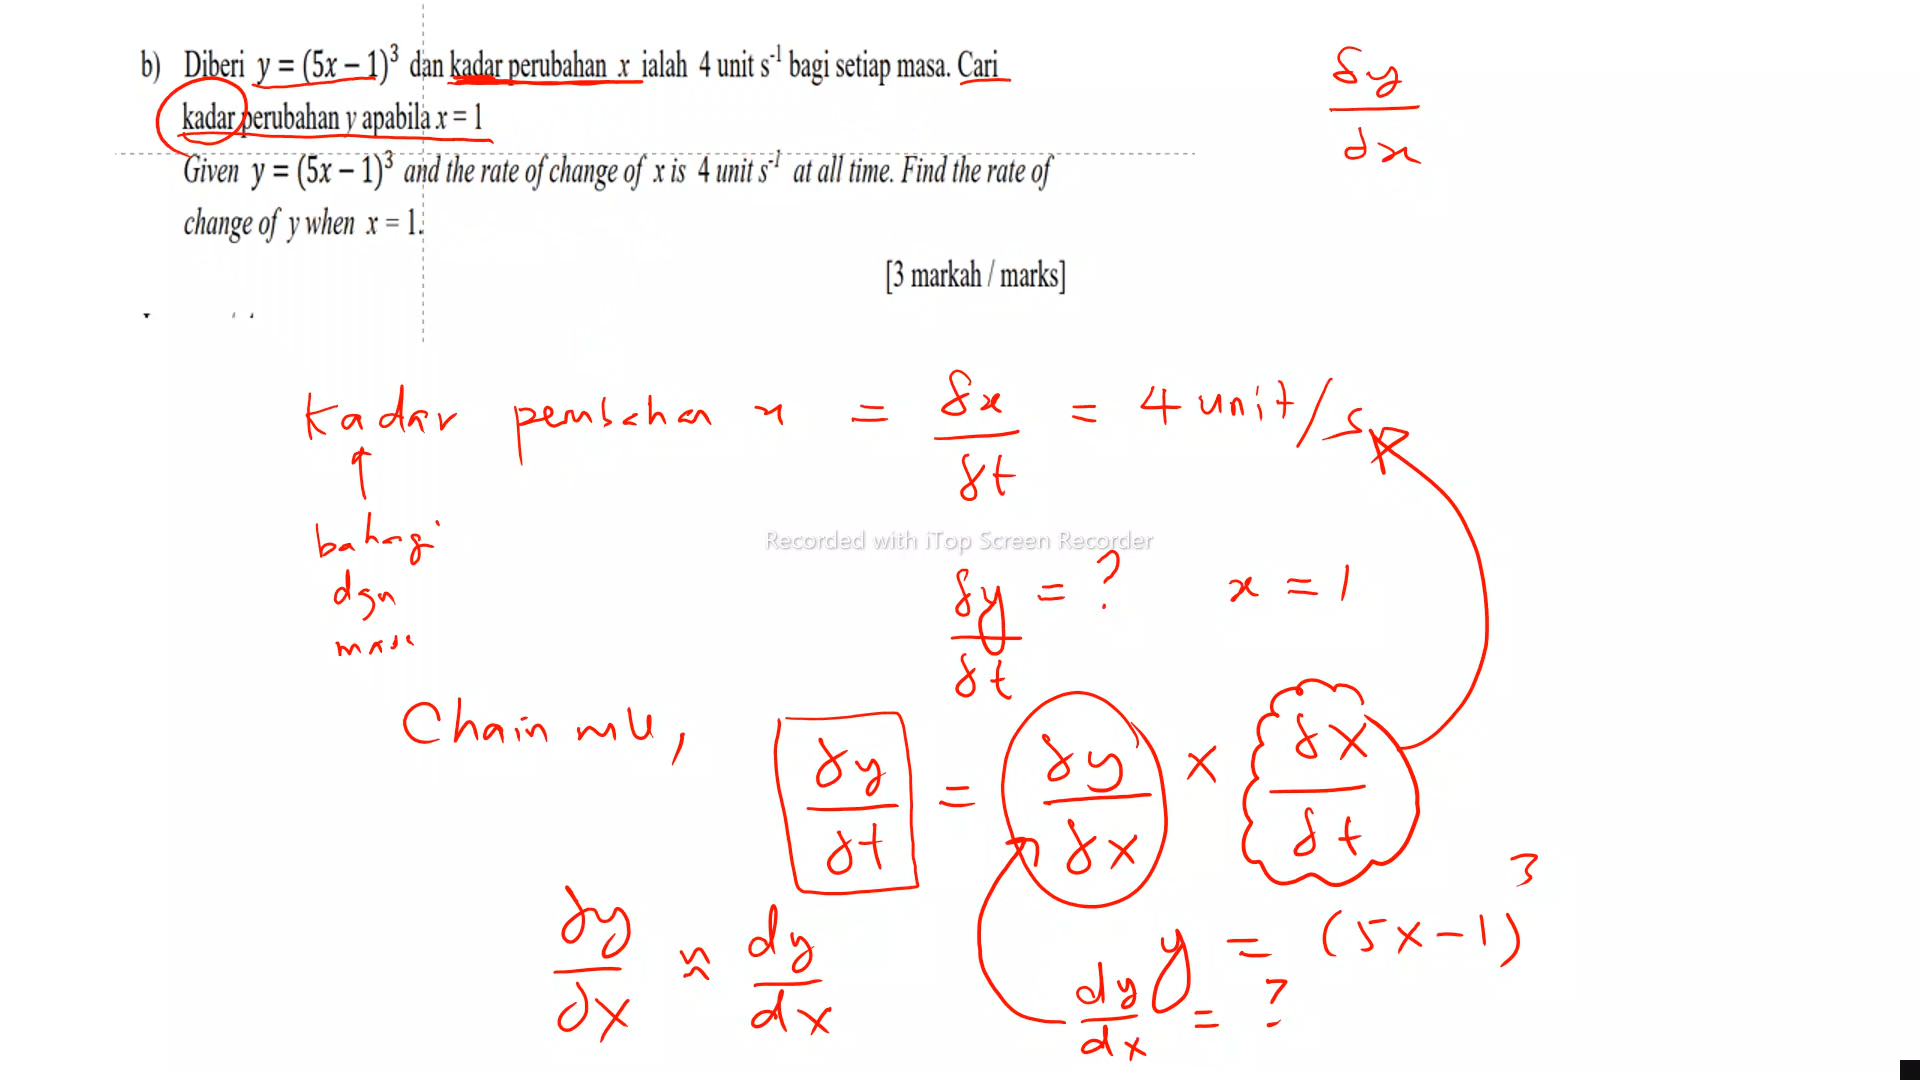 b) Diberi y = (5x – 1)³ dan kadar perubahan x ialah 4 unit s⁻¹ bagi setiap masa. Cari
kadar perubahan y apabila x = 1
Given y = (5x – 1)³ and the rate of change of x is 4 unit s⁻¹ at all time. Find the rate of
change of y when x = 1.
[3 markah / marks]
δy/dx
Kadar perubahan x = δx/δt = 4 unit/s
bahagi
dgn
masa
Recorded with iTop Screen Recorder
δy/δt = ? x = 1
Chain rule, δy/δt = δy/δx × δx/δt
δy/δx ≈ dy/dx
y = (5x – 1)³
dy/dx = ?